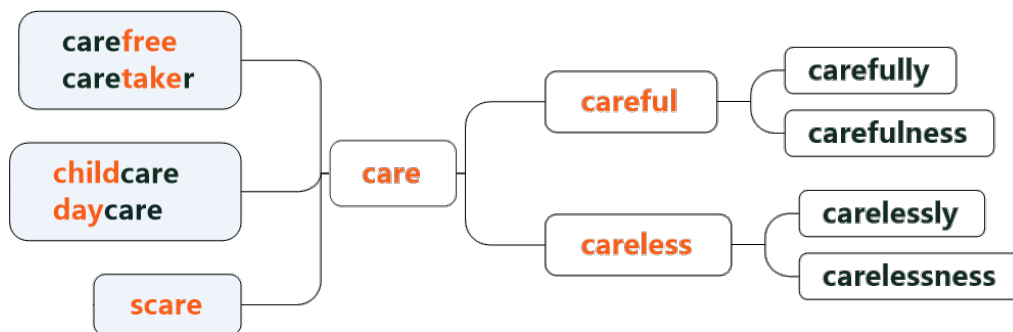 carefree
caretaker
childcare
daycare
scare
care
careful
carefully
carefulness
careless
carelessly
carelessness